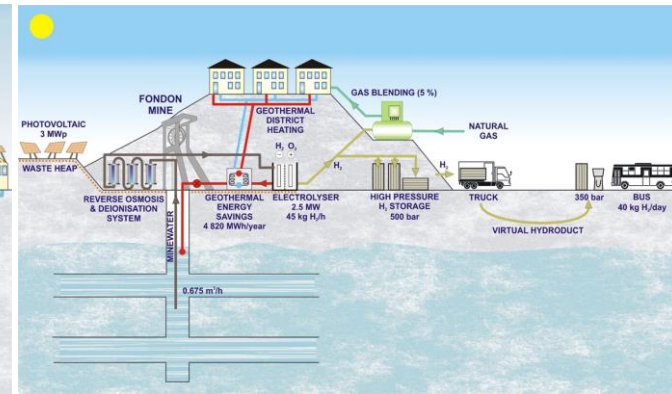 GAS BLENDING (5 %)
FONDON
MINE
GEOTHERMAL
DISTRICT
HEATING
PHOTOVOLTAIC
3 MWp
NATURAL
GAS
H₂ O₂
H₂
H₂
WASTE HEAP
REVERSE OSMOSIS
& DEIONISATION
SYSTEM
GEOTHERMAL
ENERGY
SAVINGS
4 820 MWh/year
ELECTROLYSER
2.5 MW
45 kg H₂/h
HIGH PRESSURE
H₂ STORAGE
500 bar
TRUCK
350 bar
BUS
40 kg H₂/day
VIRTUAL HYDRODUCT
MINEWATER
0.675 m³/h